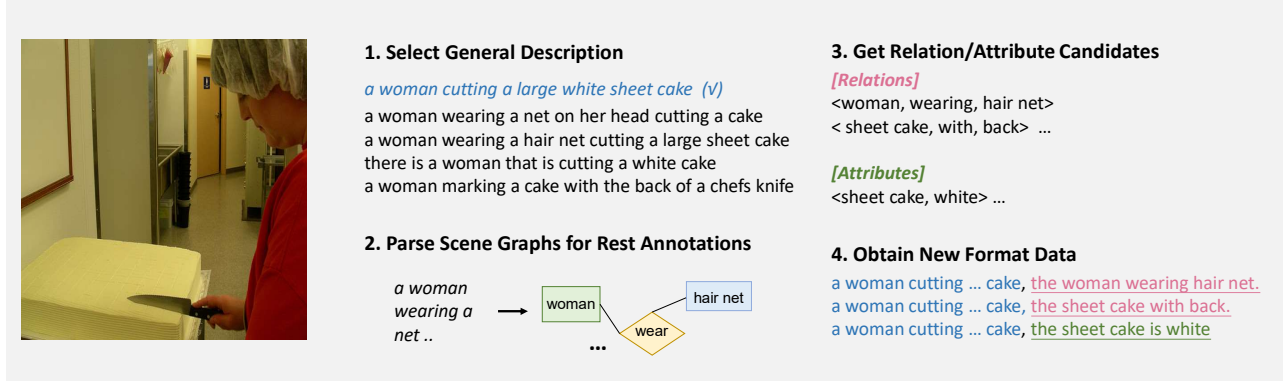 1. Select General Description
a woman cutting a large white sheet cake (√)
a woman wearing a net on her head cutting a cake
a woman wearing a hair net cutting a large sheet cake
there is a woman that is cutting a white cake
a woman marking a cake with the back of a chefs knife
2. Parse Scene Graphs for Rest Annotations
a woman
wearing a
net ..
woman
hair net
wear
...
3. Get Relation/Attribute Candidates
[Relations]
<woman, wearing, hair net>
< sheet cake, with, back> ...
[Attributes]
<sheet cake, white> ...
4. Obtain New Format Data
a woman cutting ... cake, the woman wearing hair net.
a woman cutting ... cake, the sheet cake with back.
a woman cutting ... cake, the sheet cake is white